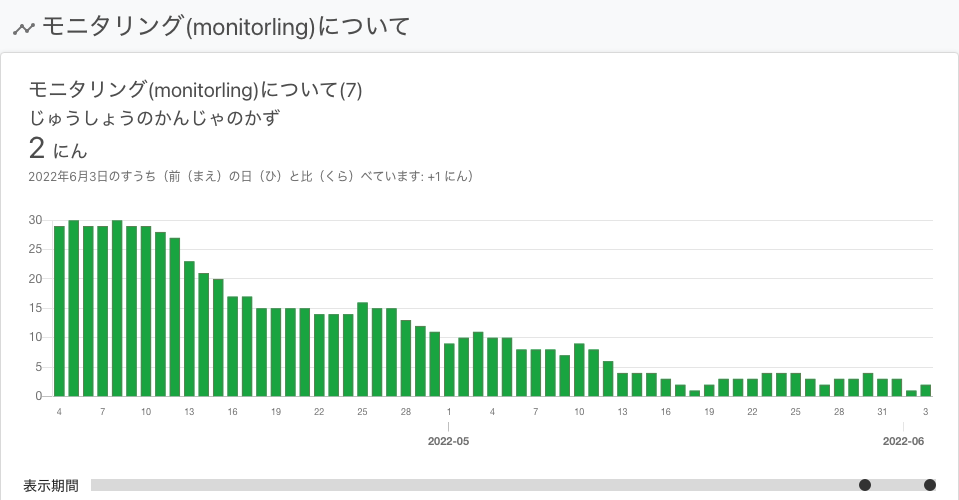 モニタリング(monitorling)について
モニタリング(monitorling)について(7)
じゅうしょうのかんじゃのかず
2 にん
2022年6月3日のすうち（前（まえ）の日（ひ）と比（くら）べています: +1 にん）
30
25
20
15
10
5
0
4 7 10 13 16 19 22 25 28 1 4 7 10 13 16 19 22 25 28 31 3
2022-05 2022-06
表示期間